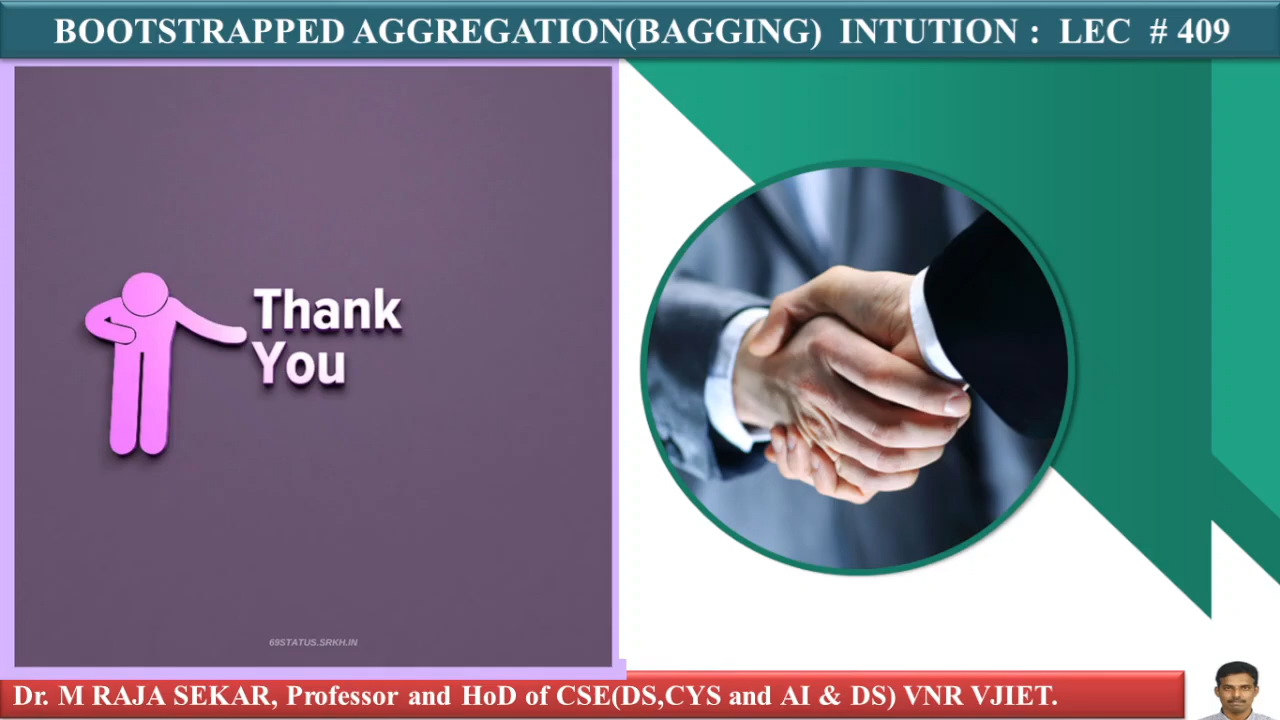 BOOTSTRAPPED AGGREGATION(BAGGING) INTUTION : LEC # 409
Thank
You
69STATUS.SRKH.IN
Dr. M RAJA SEKAR, Professor and HoD of CSE(DS,CYS and AI & DS) VNR VJIET.